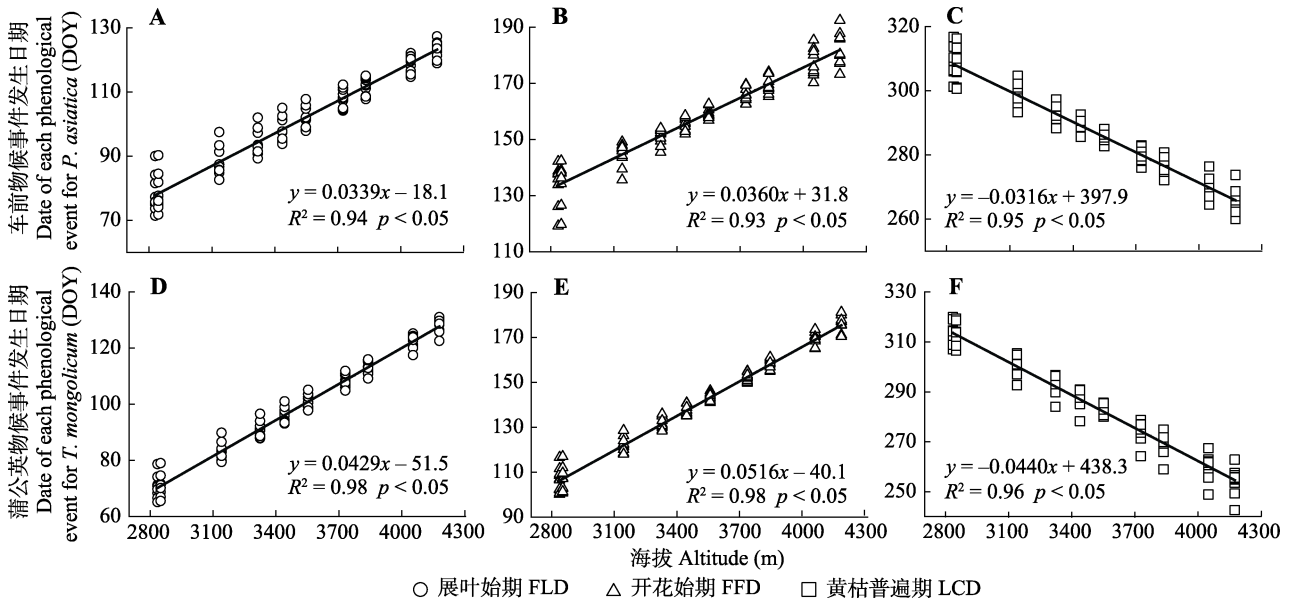 A
B
C
车前物候事件发生日期
Date of each phenological
event for P. asiatica (DOY)
130
110
90
70
y = 0.0339x – 18.1
R² = 0.94 p < 0.05
190
170
150
130
110
y = 0.0360x + 31.8
R² = 0.93 p < 0.05
320
300
280
260
y = –0.0316x + 397.9
R² = 0.95 p < 0.05
D
E
F
蒲公英物候事件发生日期
Date of each phenological
event for T. mongolicum (DOY)
140
120
100
80
60
y = 0.0429x – 51.5
R² = 0.98 p < 0.05
190
170
150
130
110
90
y = 0.0516x – 40.1
R² = 0.98 p < 0.05
330
310
290
270
250
y = –0.0440x + 438.3
R² = 0.96 p < 0.05
2800 3100 3400 3700 4000 4300
2800 3100 3400 3700 4000 4300
2800 3100 3400 3700 4000 4300
海拔 Altitude (m)
展叶始期 FLD 开花始期 FFD 黄枯普遍期 LCD